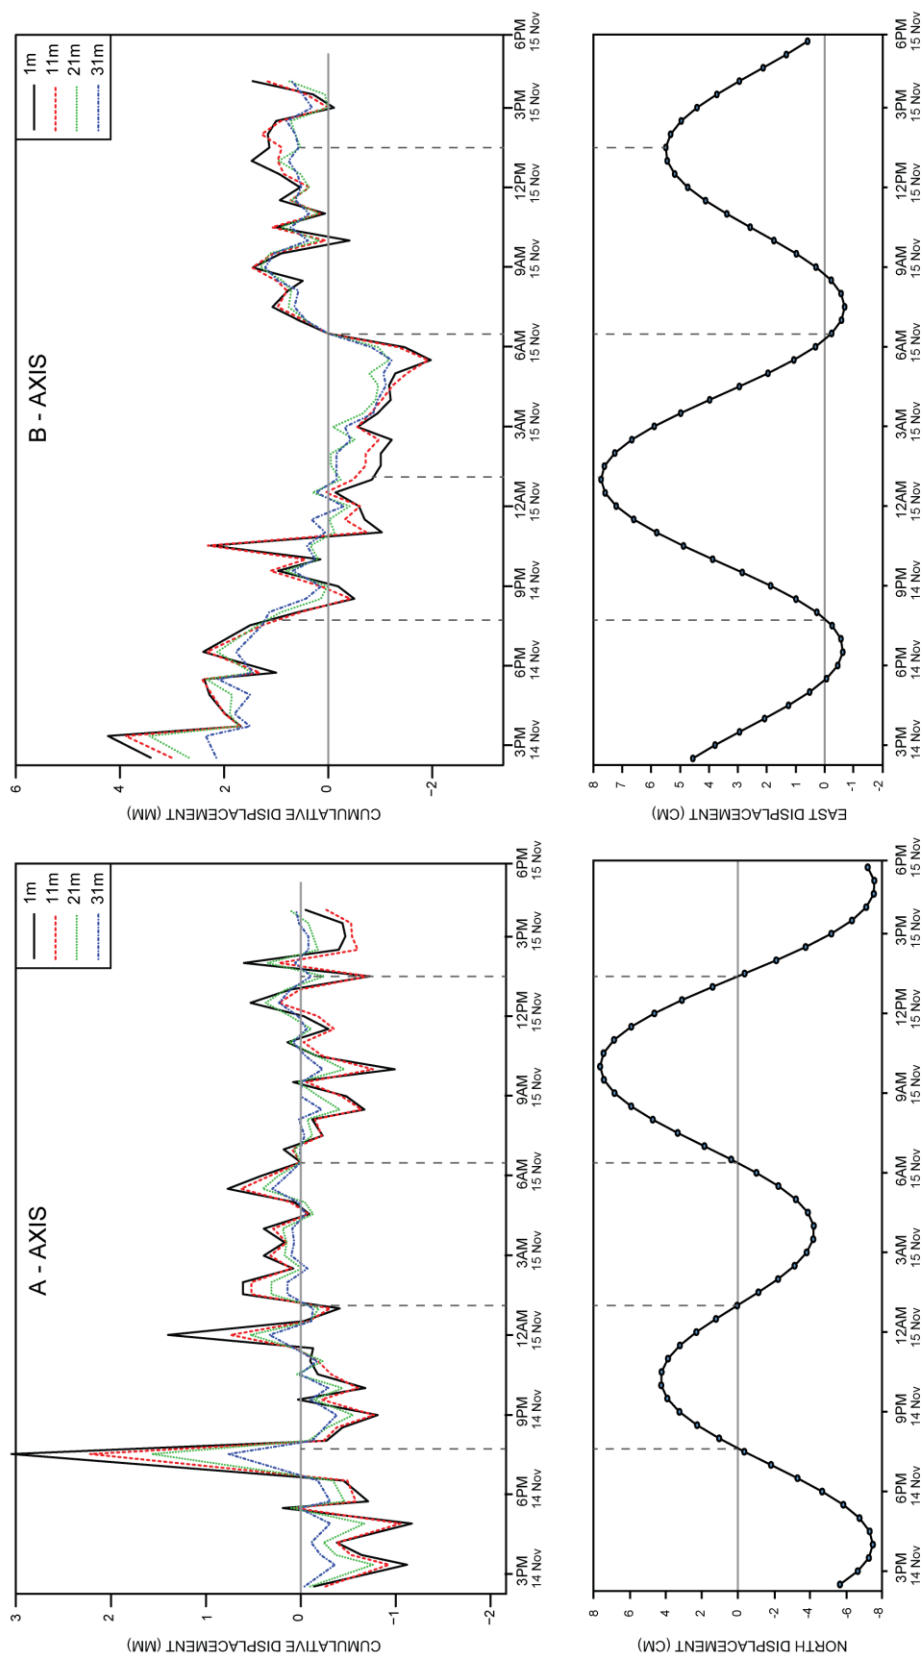 A - AXIS
1m
11m
21m
31m
CUMULATIVE DISPLACEMENT (MM)
3
2
1
0
-1
-2
3PM 6PM 9PM 12AM 3AM 6AM 9AM 12PM 3PM 6PM
14 Nov 14 Nov 14 Nov 15 Nov 15 Nov 15 Nov 15 Nov 15 Nov 15 Nov 15 Nov
B - AXIS
1m
11m
21m
31m
CUMULATIVE DISPLACEMENT (MM)
4
2
0
-2
3PM 6PM 9PM 12AM 3AM 6AM 9AM 12PM 3PM 6PM
14 Nov 14 Nov 14 Nov 15 Nov 15 Nov 15 Nov 15 Nov 15 Nov 15 Nov 15 Nov
NORTH DISPLACEMENT (CM)
8
6
4
2
0
-2
-4
-6
-8
3PM 6PM 9PM 12AM 3AM 6AM 9AM 12PM 3PM 6PM
14 Nov 14 Nov 14 Nov 15 Nov 15 Nov 15 Nov 15 Nov 15 Nov 15 Nov 15 Nov
EAST DISPLACEMENT (CM)
8
7
6
5
4
3
2
1
0
-1
-2
3PM 6PM 9PM 12AM 3AM 6AM 9AM 12PM 3PM 6PM
14 Nov 14 Nov 14 Nov 15 Nov 15 Nov 15 Nov 15 Nov 15 Nov 15 Nov 15 Nov